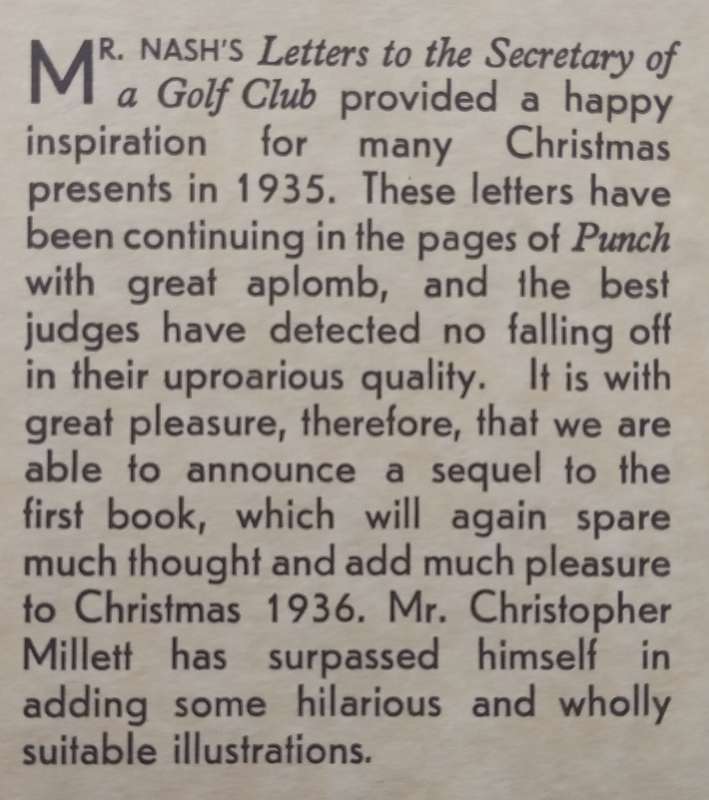 MR. NASH'S Letters to the Secretary of
a Golf Club provided a happy
inspiration for many Christmas
presents in 1935. These letters have
been continuing in the pages of Punch
with great aplomb, and the best
judges have detected no falling off
in their uproarious quality. It is with
great pleasure, therefore, that we are
able to announce a sequel to the
first book, which will again spare
much thought and add much pleasure
to Christmas 1936. Mr. Christopher
Millett has surpassed himself in
adding some hilarious and wholly
suitable illustrations.